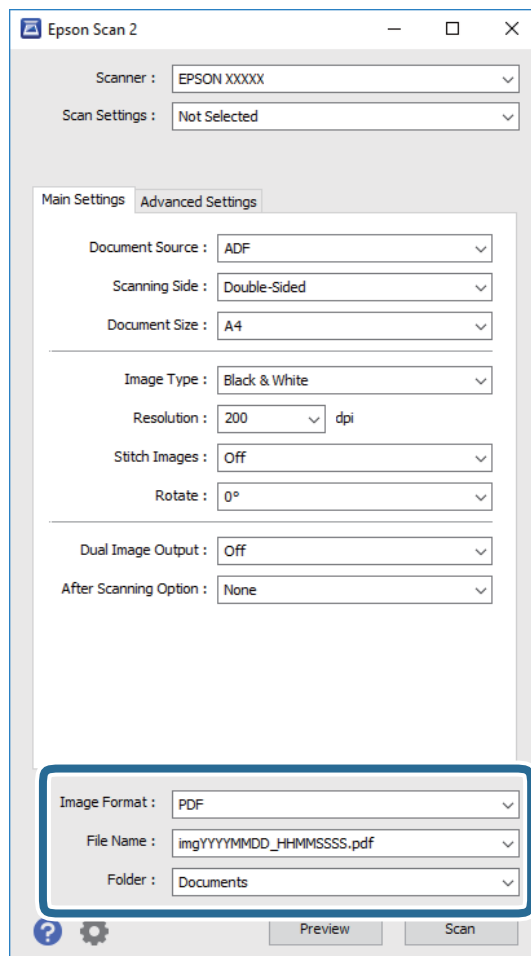 Epson Scan 2
Scanner : EPSON XXXXX
Scan Settings : Not Selected
Main Settings Advanced Settings
Document Source : ADF
Scanning Side : Double-Sided
Document Size : A4
Image Type : Black & White
Resolution : 200 dpi
Stitch Images : Off
Rotate : 0°
Dual Image Output : Off
After Scanning Option : None
Image Format : PDF
File Name : imgYYYYMMDD_HHMMSSSS.pdf
Folder : Documents
? Preview Scan